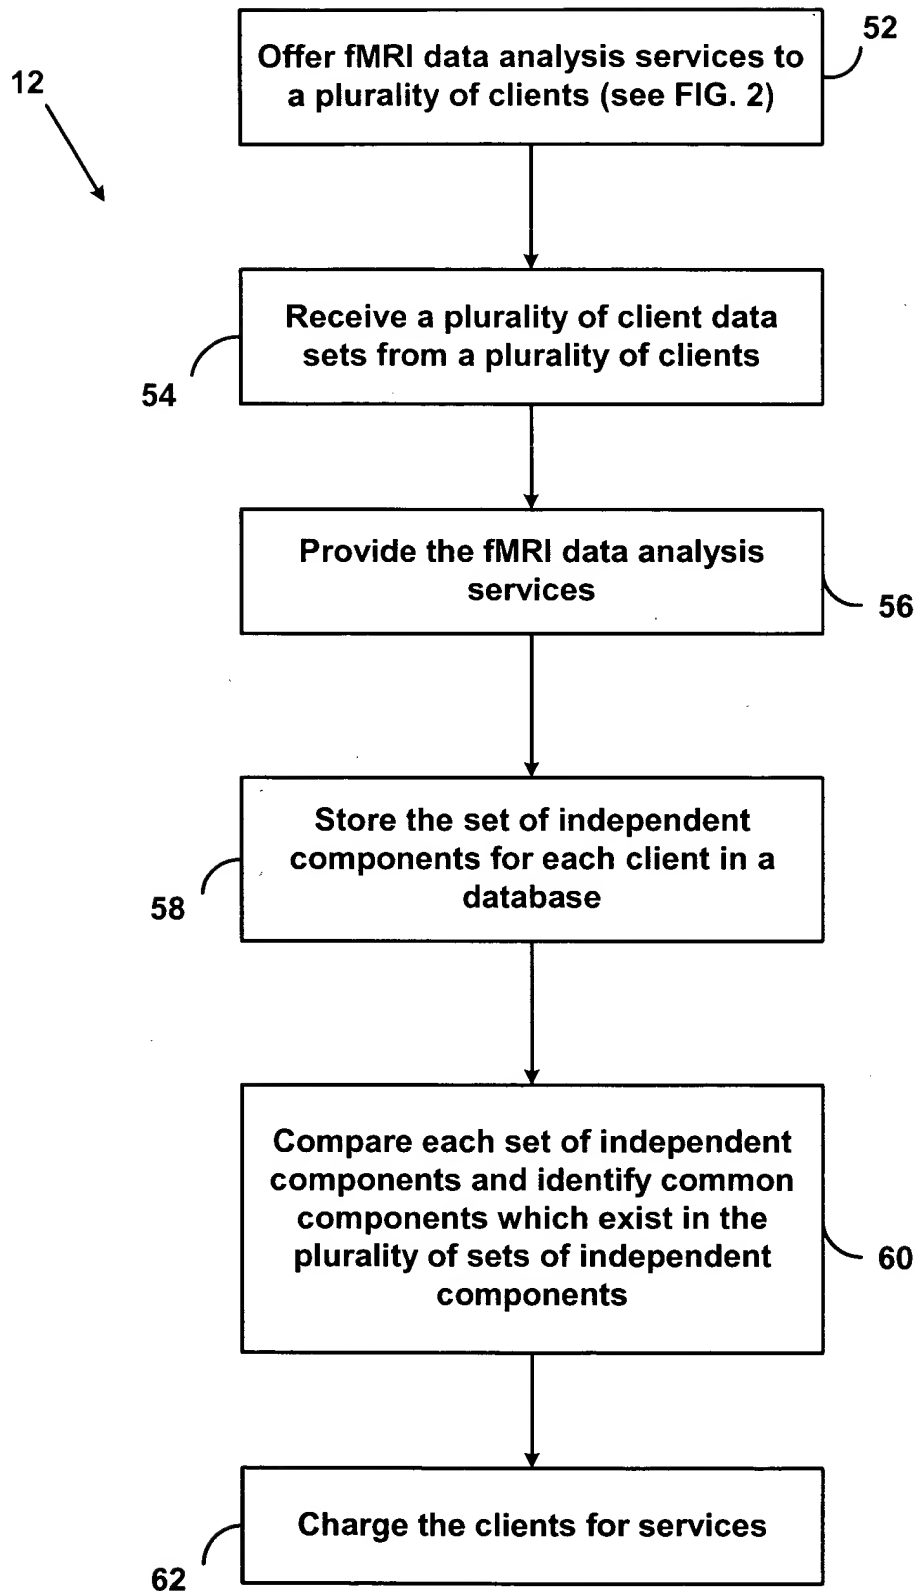 52
Offer fMRI data analysis services to
a plurality of clients (see FIG. 2)
12
Receive a plurality of client data
sets from a plurality of clients
54
Provide the fMRI data analysis
services
56
Store the set of independent
components for each client in a
database
58
Compare each set of independent
components and identify common
components which exist in the
plurality of sets of independent
components
60
Charge the clients for services
62